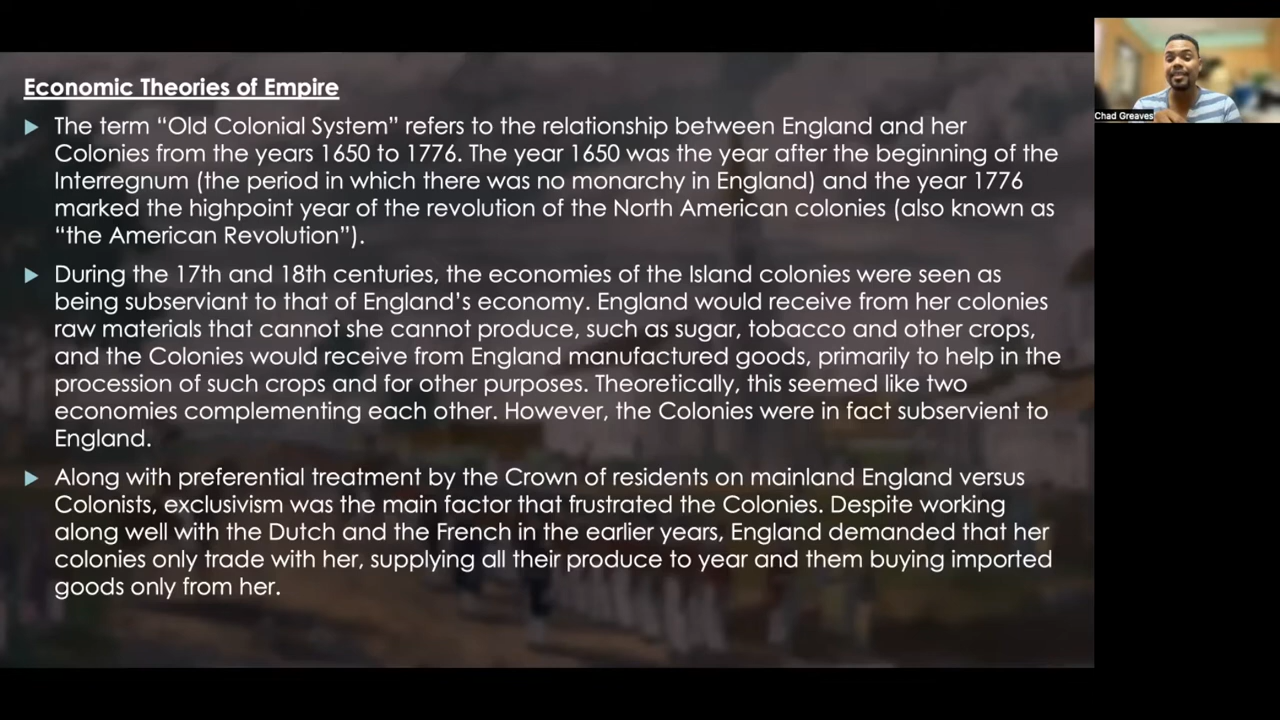 Economic Theories of Empire
The term “Old Colonial System” refers to the relationship between England and her
Colonies from the years 1650 to 1776. The year 1650 was the year after the beginning of the
Interregnum (the period in which there was no monarchy in England) and the year 1776
marked the highpoint year of the revolution of the North American colonies (also known as
“the American Revolution”).
During the 17th and 18th centuries, the economies of the Island colonies were seen as
being subserviant to that of England’s economy. England would receive from her colonies
raw materials that cannot she cannot produce, such as sugar, tobacco and other crops,
and the Colonies would receive from England manufactured goods, primarily to help in the
procession of such crops and for other purposes. Theoretically, this seemed like two
economies complementing each other. However, the Colonies were in fact subservient to
England.
Along with preferential treatment by the Crown of residents on mainland England versus
Colonists, exclusivism was the main factor that frustrated the Colonies. Despite working
along well with the Dutch and the French in the earlier years, England demanded that her
colonies only trade with her, supplying all their produce to year and them buying imported
goods only from her.
Chad Greaves